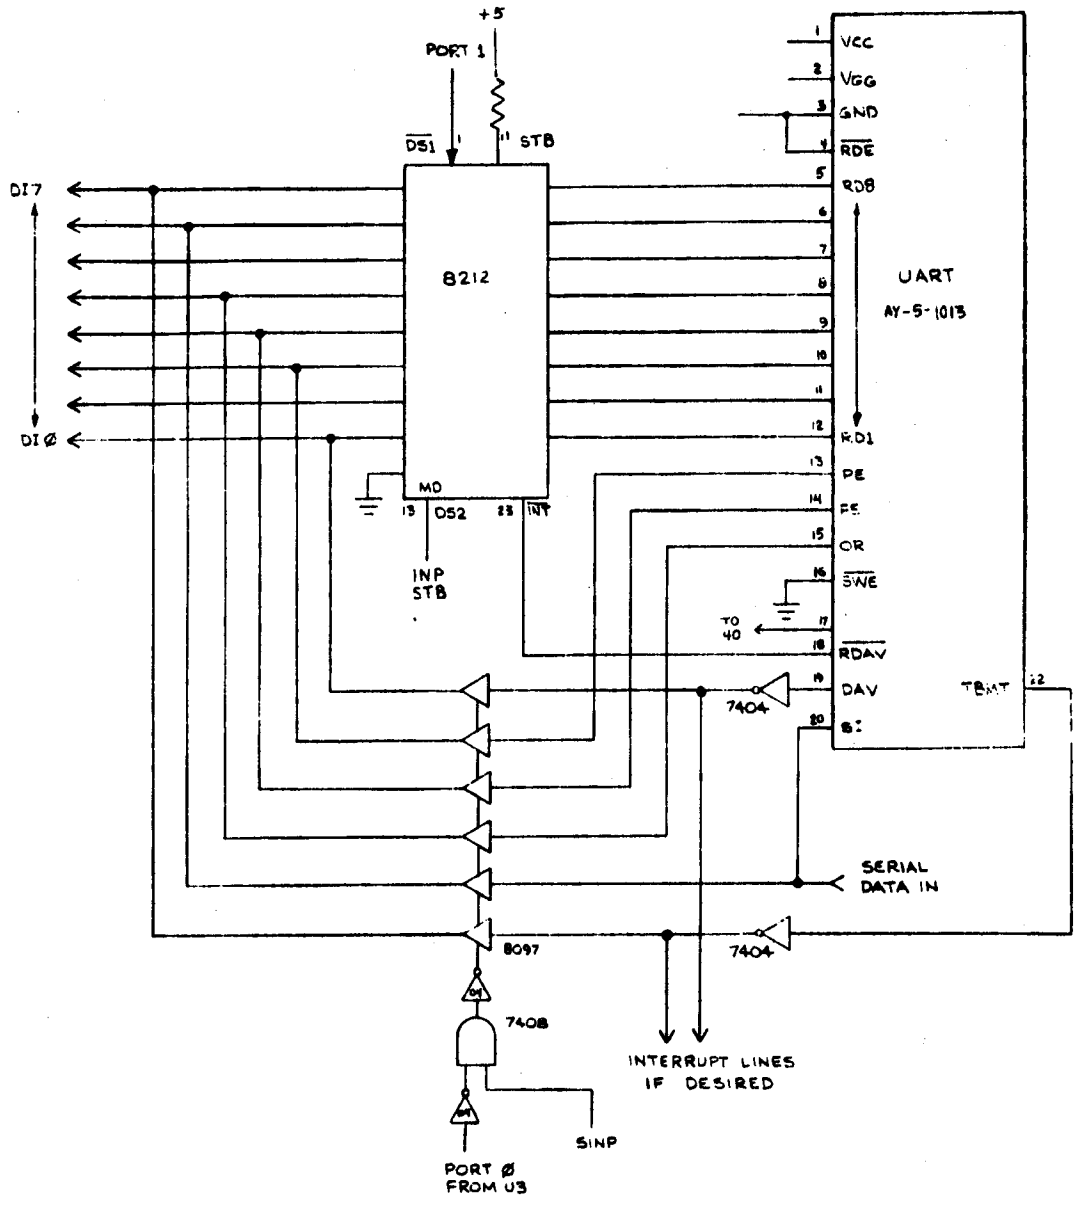 +5
PORT 1
DS1
1
11
STB
DI7
DIØ
8212
MD
13
DS2
23
INT
INP
STB
1
VCC
2
VGG
3
GND
4
RDE
5
RD8
6
7
8
9
10
11
12
RD1
UART
AY-5-1013
13
PE
14
FE
15
OR
16
SWE
TO
40
17
18
RDAV
19
DAV
7404
TBMT
22
20
SI
SERIAL
DATA IN
7404
8097
04
7408
INTERRUPT LINES
IF DESIRED
04
SINP
PORT Ø
FROM U3